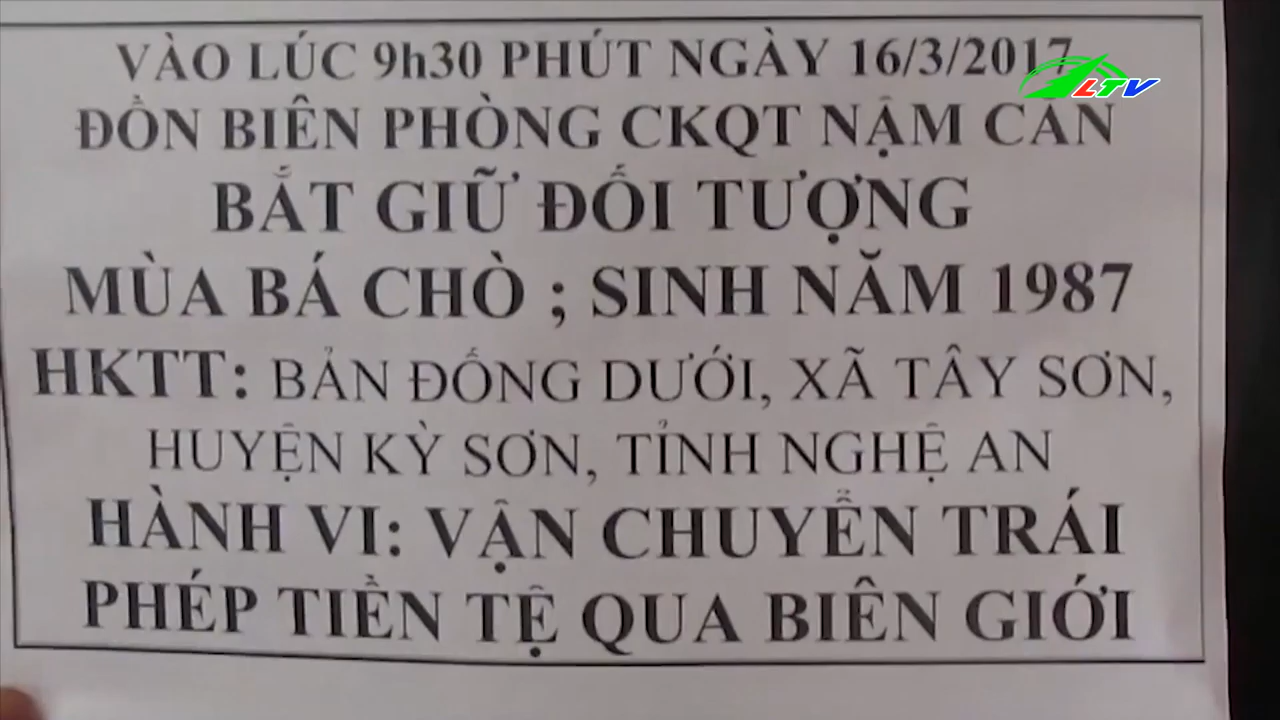 VÀO LÚC 9h30 PHÚT NGÀY 16/3/2017
LTV
ĐỒN BIÊN PHÒNG CKQT NẬM CẮN
BẮT GIỮ ĐỐI TƯỢNG
MÙA BÁ CHÒ ; SINH NĂM 1987
HKTT: BẢN ĐỐNG DƯỚI, XÃ TÂY SƠN,
HUYỆN KỲ SƠN, TỈNH NGHỆ AN
HÀNH VI: VẬN CHUYỂN TRÁI
PHÉP TIỀN TỆ QUA BIÊN GIỚI